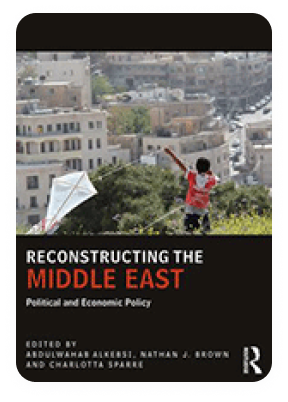 RECONSTRUCTING THE
MIDDLE EAST
Political and Economic Policy
EDITED BY
ABDULWAHAB ALKEBSI, NATHAN J. BROWN
AND CHARLOTTA SPARRE
R